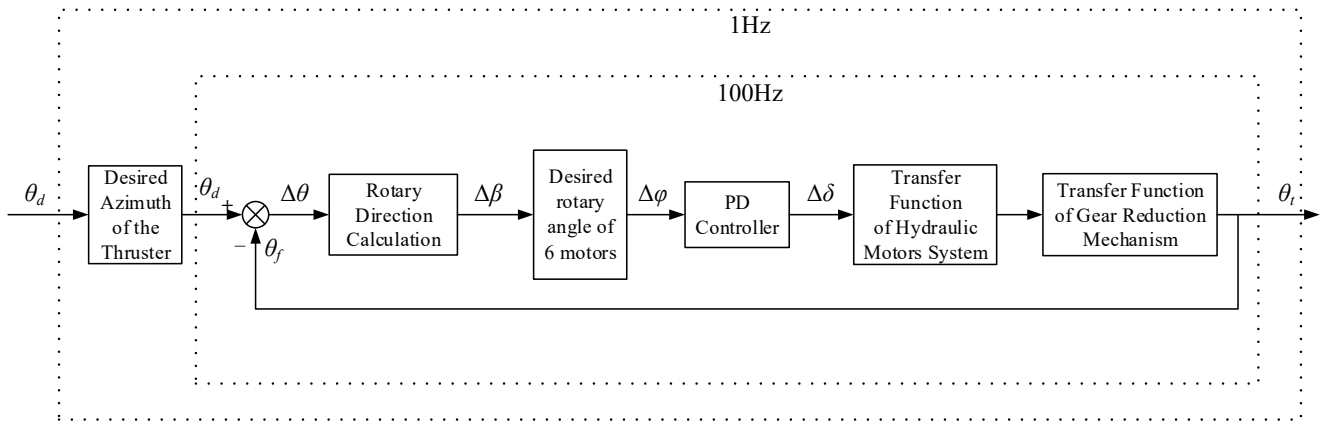 1Hz
100Hz
θd
Desired
Azimuth
of the
Thruster
θd
+
−
θf
Δθ
Rotary
Direction
Calculation
Δβ
Desired
rotary
angle of
6 motors
Δφ
PD
Controller
Δδ
Transfer
Function
of Hydraulic
Motors System
Transfer Function
of Gear Reduction
Mechanism
θt